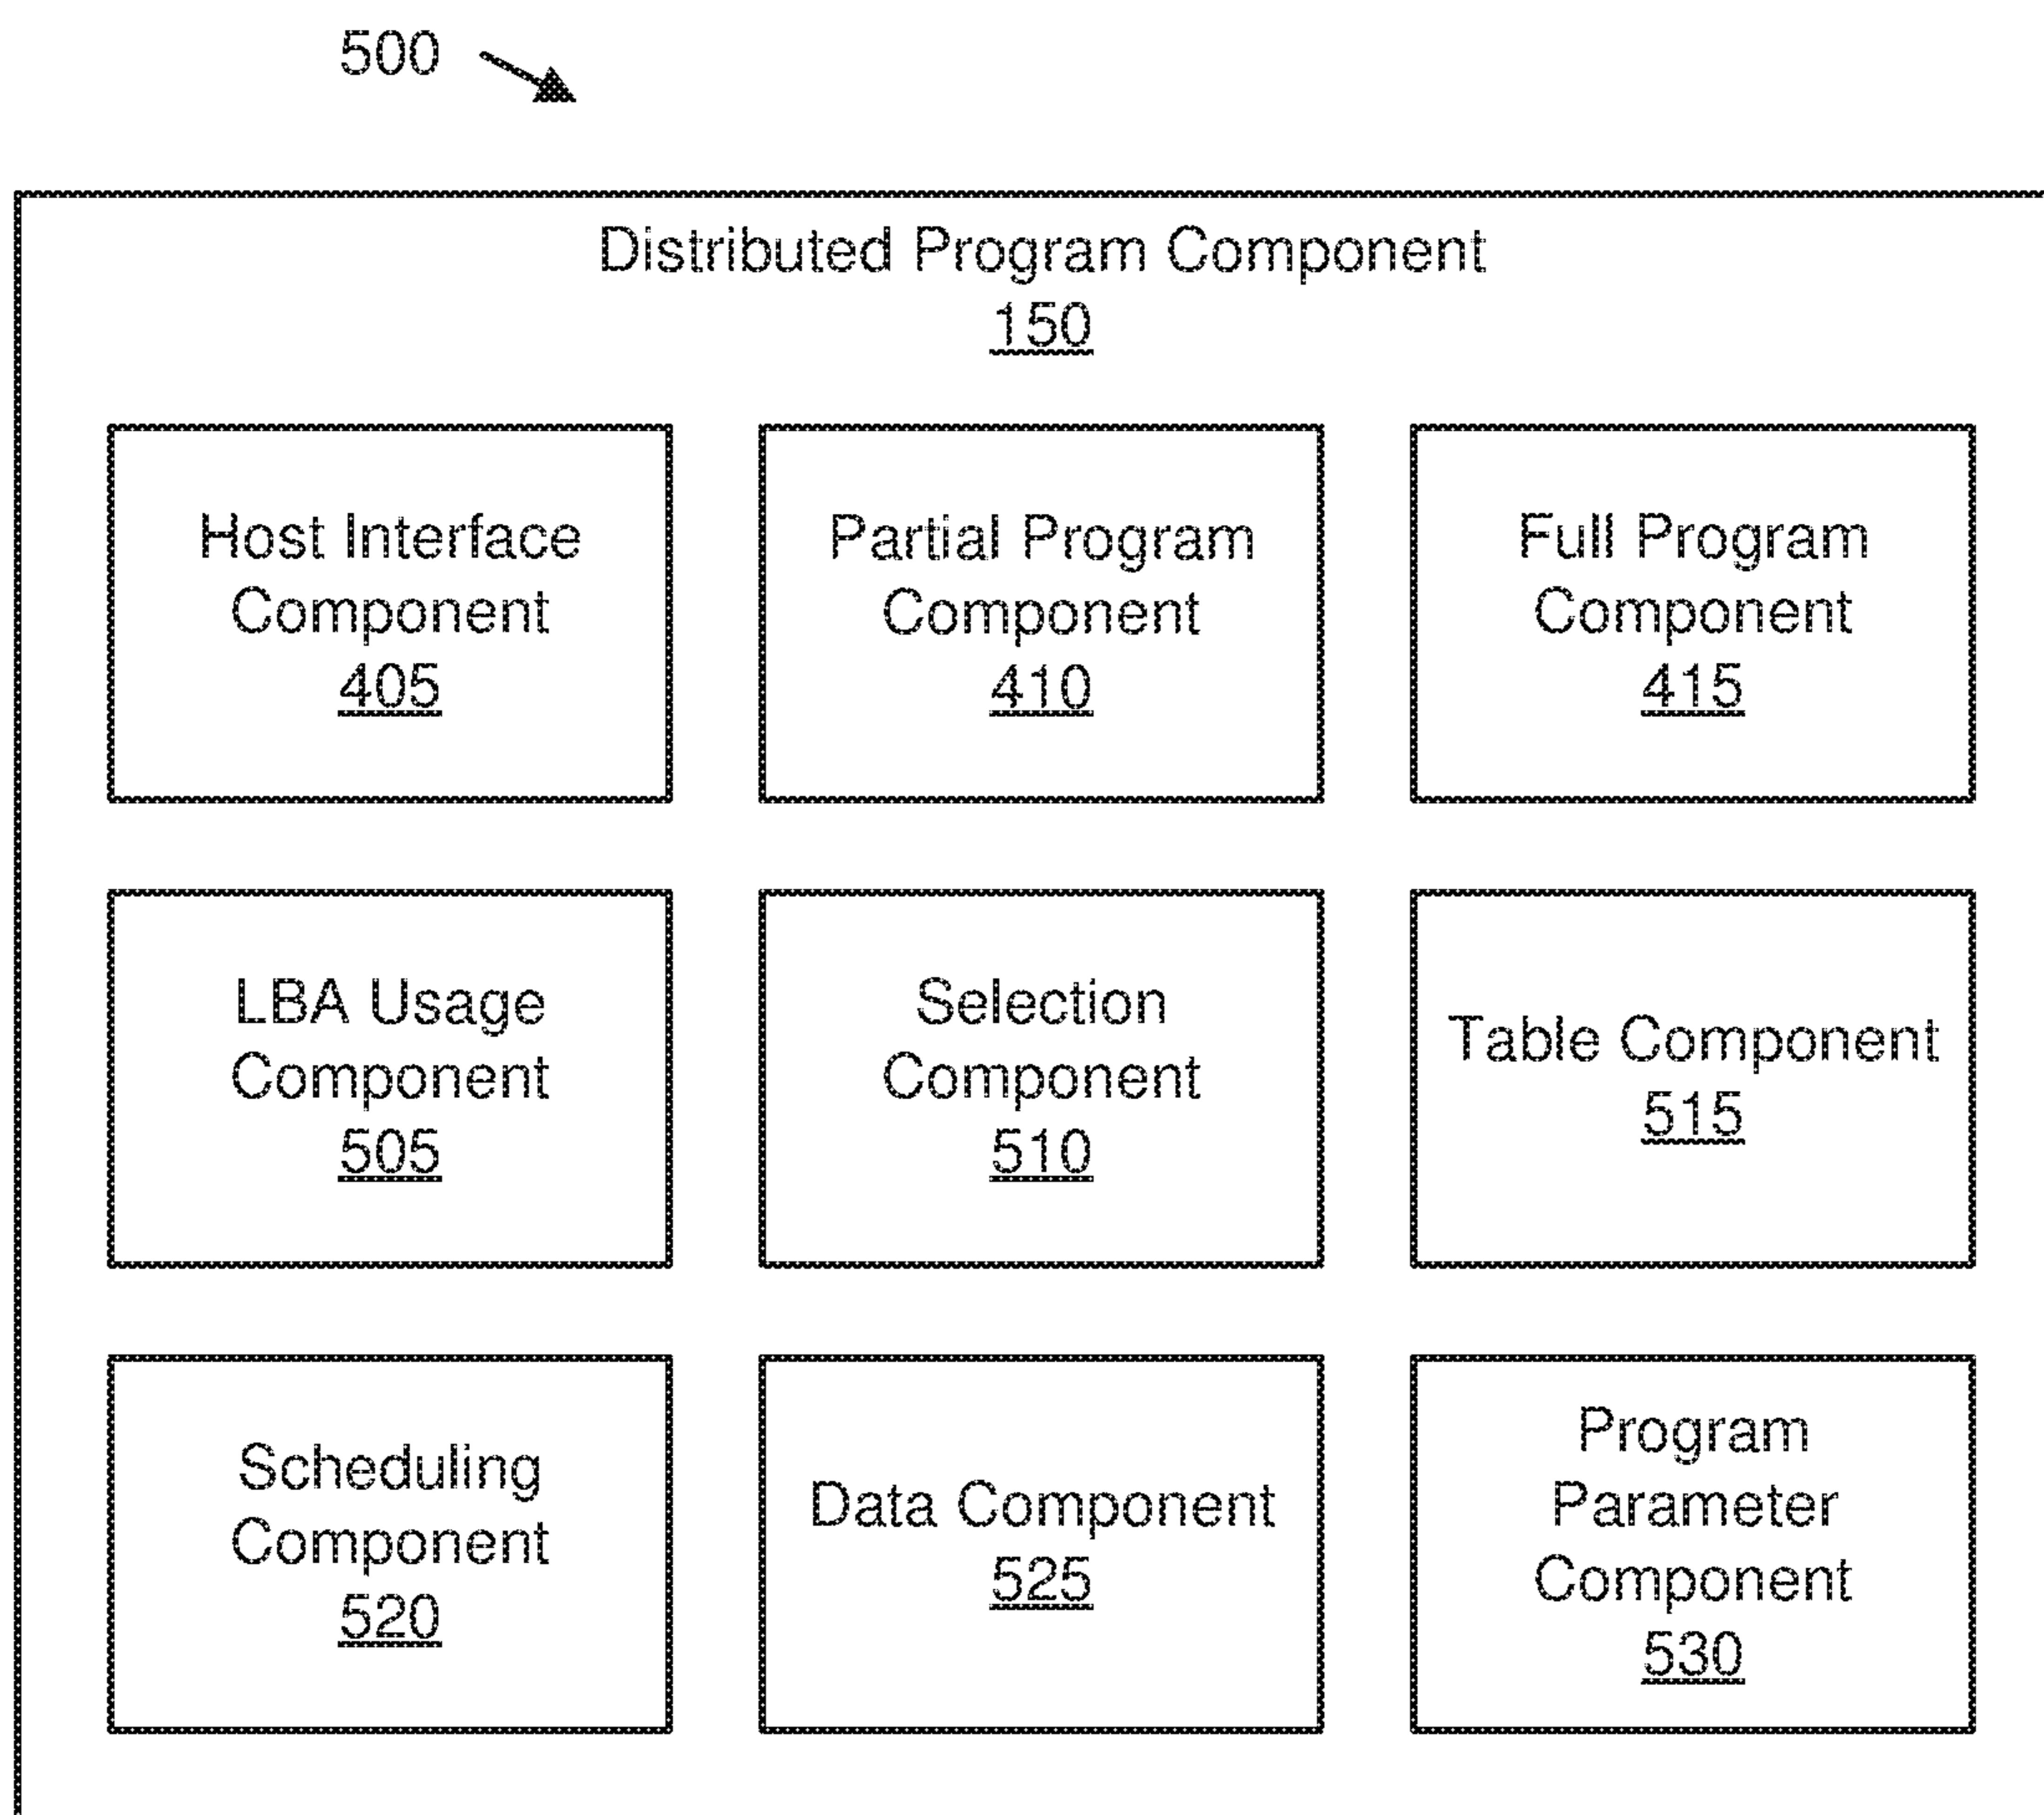 500
Distributed Program Component
150
Host Interface
Component
405
Partial Program
Component
410
Full Program
Component
415
LBA Usage
Component
505
Selection
Component
510
Table Component
515
Scheduling
Component
520
Data Component
525
Program
Parameter
Component
530